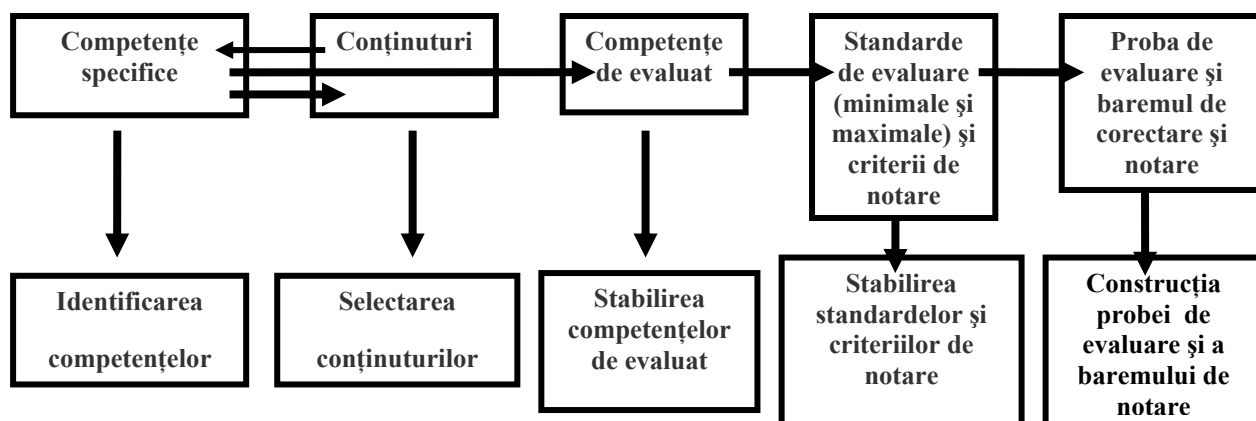 Competențe
specifice
Conținuturi
Competențe
de evaluat
Standarde
de evaluare
(minimale şi
maximale) şi
criterii de
notare
Proba de
evaluare şi
baremul de
corectare şi
notare
Identificarea
competențelor
Selectarea
conținuturilor
Stabilirea
competențelor
de evaluat
Stabilirea
standardelor şi
criteriilor de
notare
Construcția
probei de
evaluare şi a
baremului de
notare